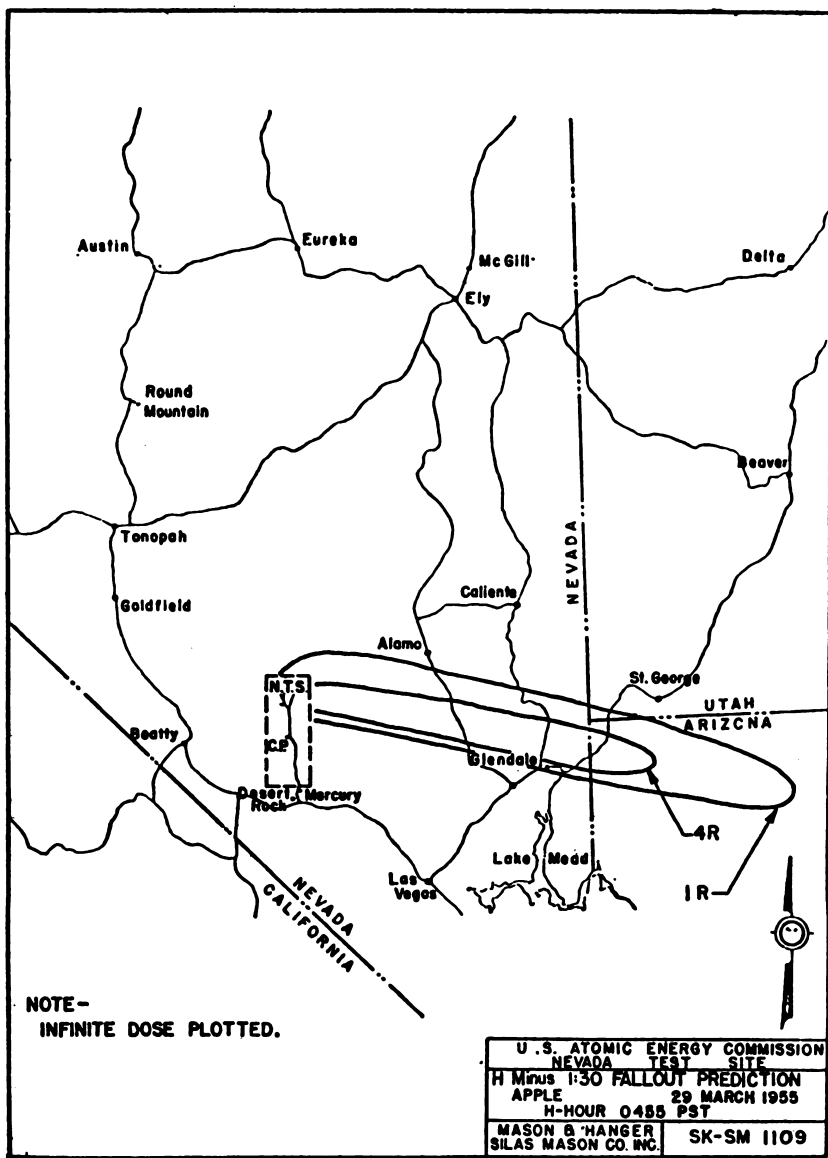 Austin
Eureka
McGill
Delta
Ely
Round
Mountain
Beaver
Tonopah
NEVADA
Goldfield
Caliente
Alamo
St. George
N.T.S.
UTAH
ARIZONA
Beatty
C.P.
Glendale
Desert
Rock
Mercury
4R
Lake Mead
Las
Vegas
1R
NEVADA
CALIFORNIA
NOTE-
INFINITE DOSE PLOTTED.
U.S. ATOMIC ENERGY COMMISSION
NEVADA TEST SITE
H Minus 1:30 FALLOUT PREDICTION
APPLE 29 MARCH 1955
H-HOUR 0455 PST
MASON & HANGER
SILAS MASON CO. INC.
SK-SM 1109